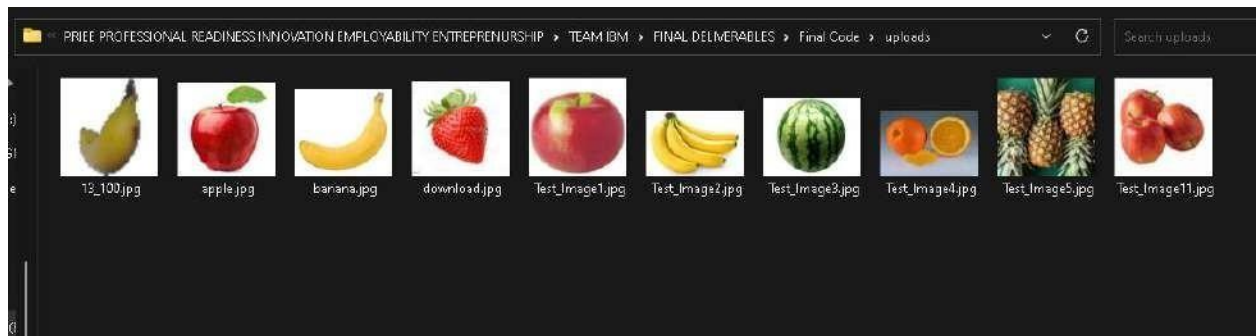 PRIEE PROFESSIONAL READINESS INNOVATION EMPLOYABILITY ENTREPRENURSHIP > TEAM IBM > FINAL DELIVERABLES > Final Code > uploads
Search uploads
13_100.jpg apple.jpg banana.jpg download.jpg Test_Image1.jpg Test_Image2.jpg Test_Image3.jpg Test_Image4.jpg Test_Image5.jpg Test_Image11.jpg